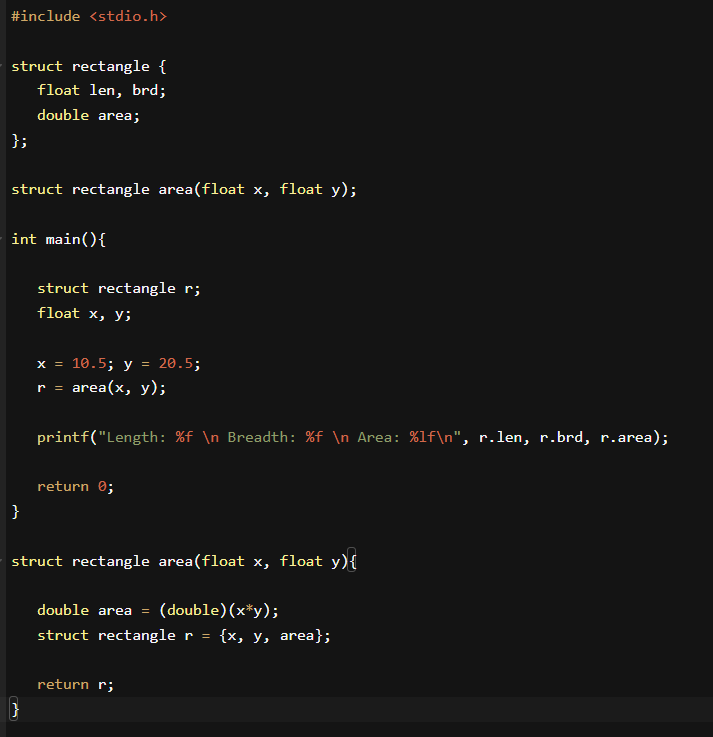 #include <stdio.h>
struct rectangle {
float len, brd;
double area;
};
struct rectangle area(float x, float y);
int main(){
struct rectangle r;
float x, y;
x = 10.5; y = 20.5;
r = area(x, y);
printf("Length: %f \n Breadth: %f \n Area: %lf\n", r.len, r.brd, r.area);
return 0;
}
struct rectangle area(float x, float y){
double area = (double)(x*y);
struct rectangle r = {x, y, area};
return r;
}